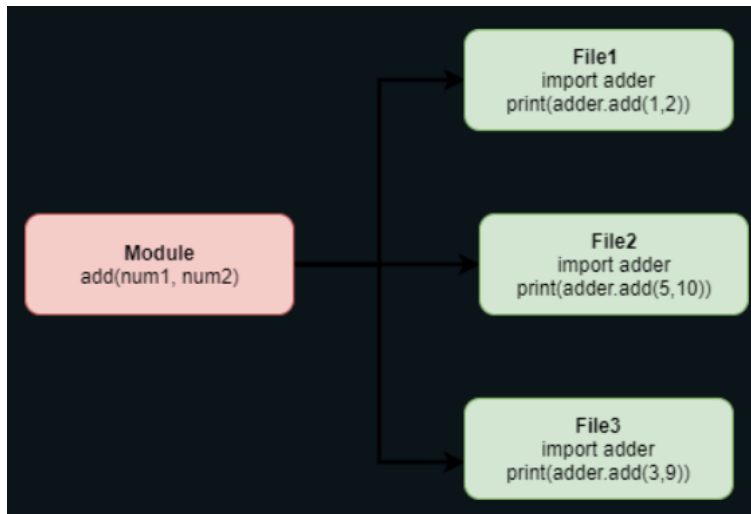 File1
import adder
print(adder.add(1,2))
Module
add(num1, num2)
File2
import adder
print(adder.add(5,10))
File3
import adder
print(adder.add(3,9))